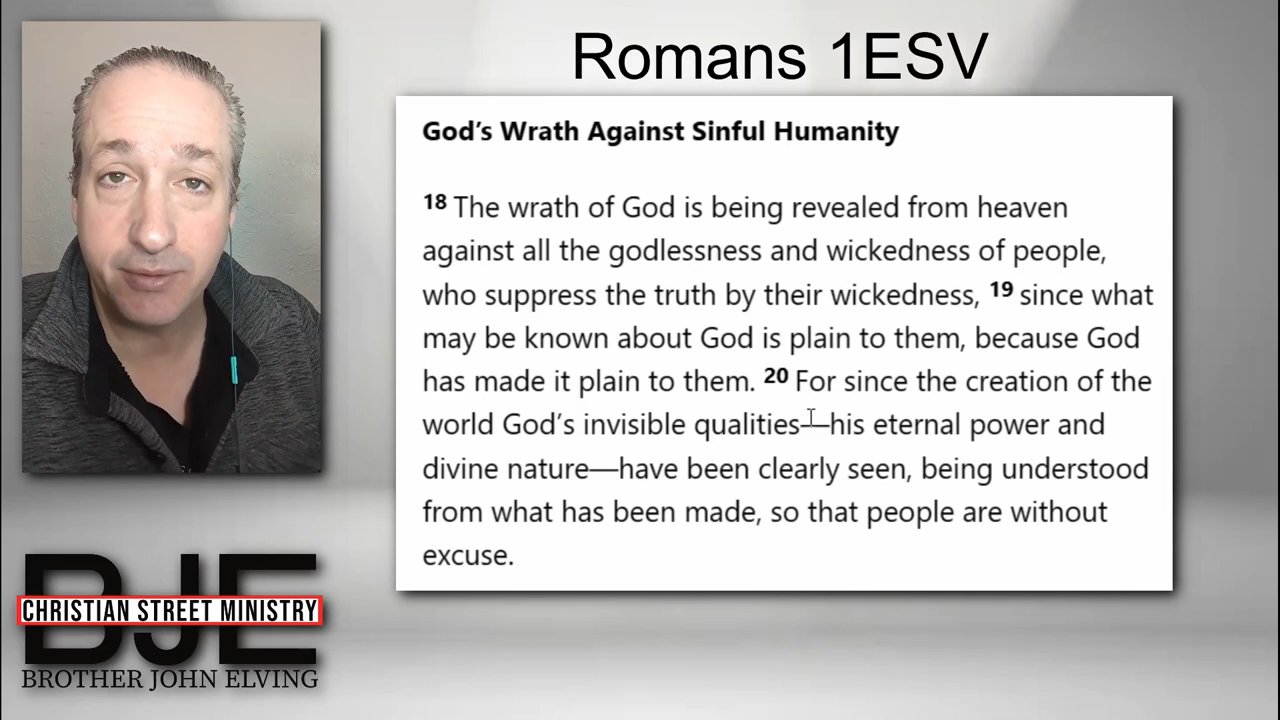 Romans 1ESV
God’s Wrath Against Sinful Humanity
18 The wrath of God is being revealed from heaven
against all the godlessness and wickedness of people,
who suppress the truth by their wickedness, 19 since what
may be known about God is plain to them, because God
has made it plain to them. 20 For since the creation of the
world God’s invisible qualities—his eternal power and
divine nature—have been clearly seen, being understood
from what has been made, so that people are without
excuse.
BJE
CHRISTIAN STREET MINISTRY
BROTHER JOHN ELVING